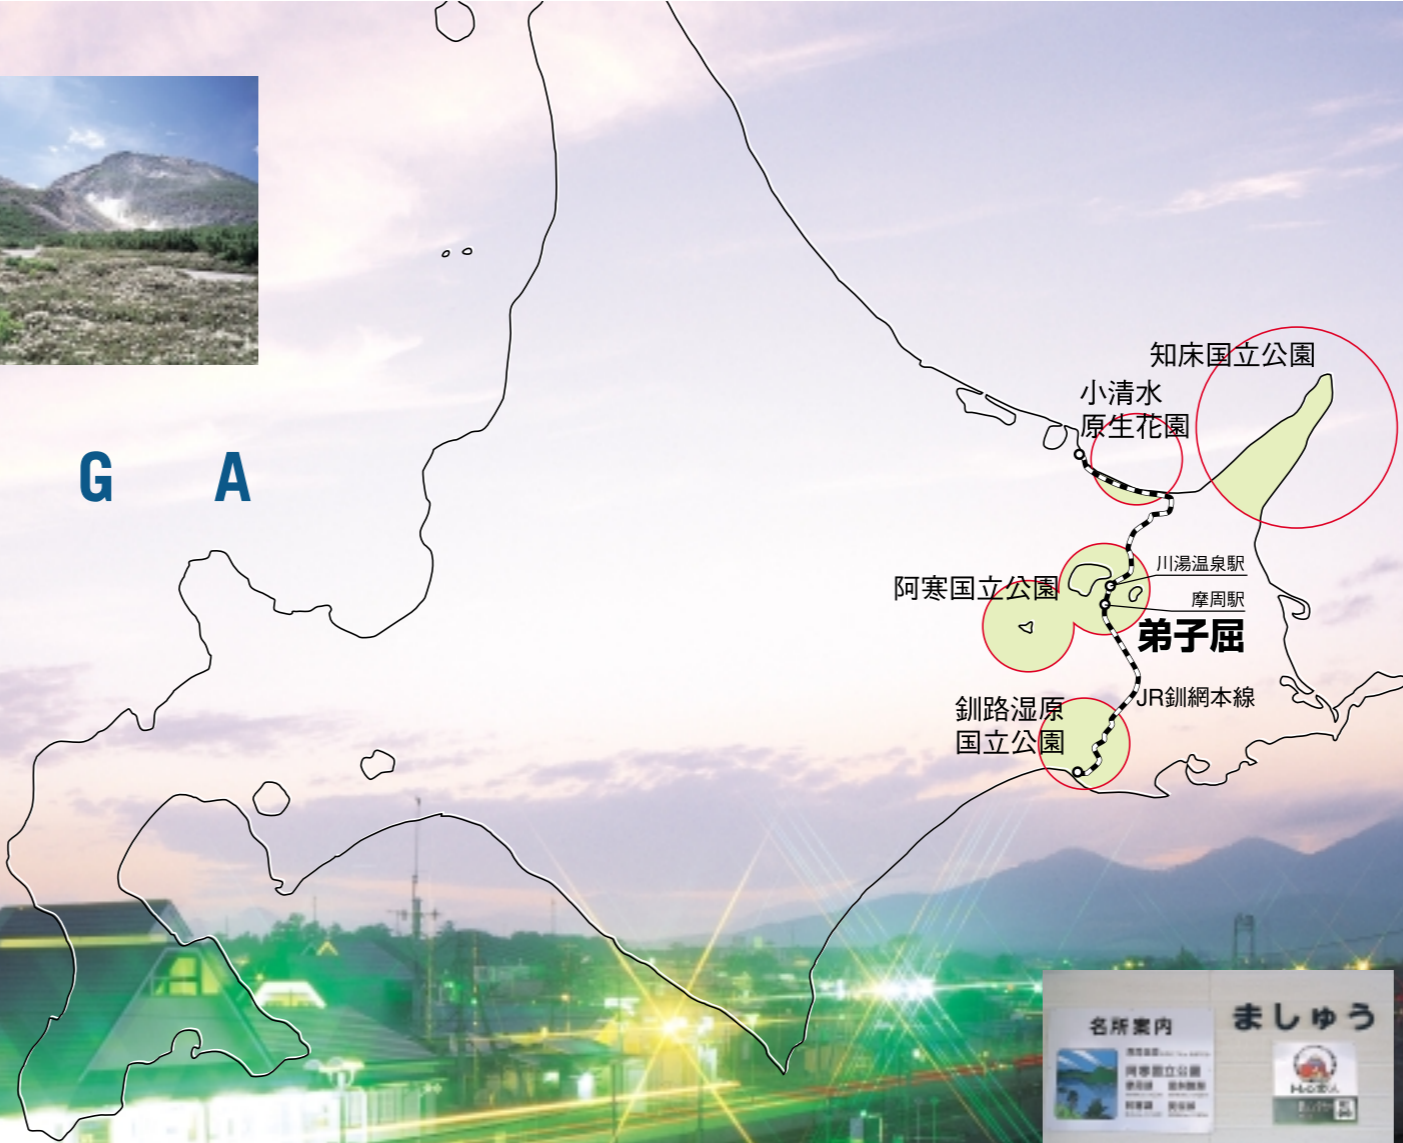 知床国立公園
小清水
原生花園
G A
川湯温泉駅
阿寒国立公園
摩周駅
弟子屈
JR釧網本線
釧路湿原
国立公園
ましゅう
名所案内
阿寒国立公園